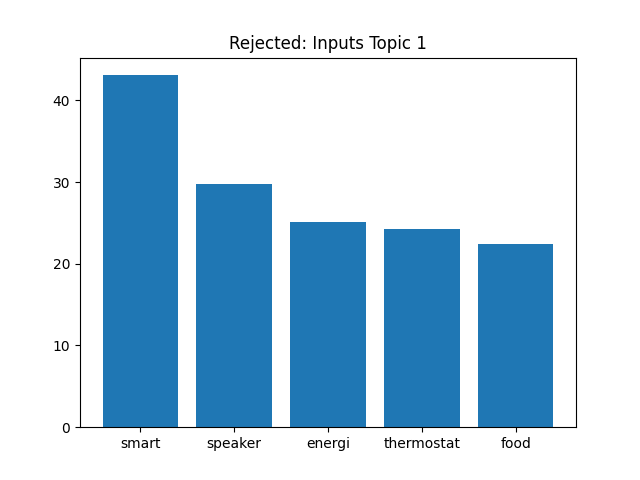 Rejected: Inputs Topic 1
40
30
20
10
0
smart speaker energi thermostat food